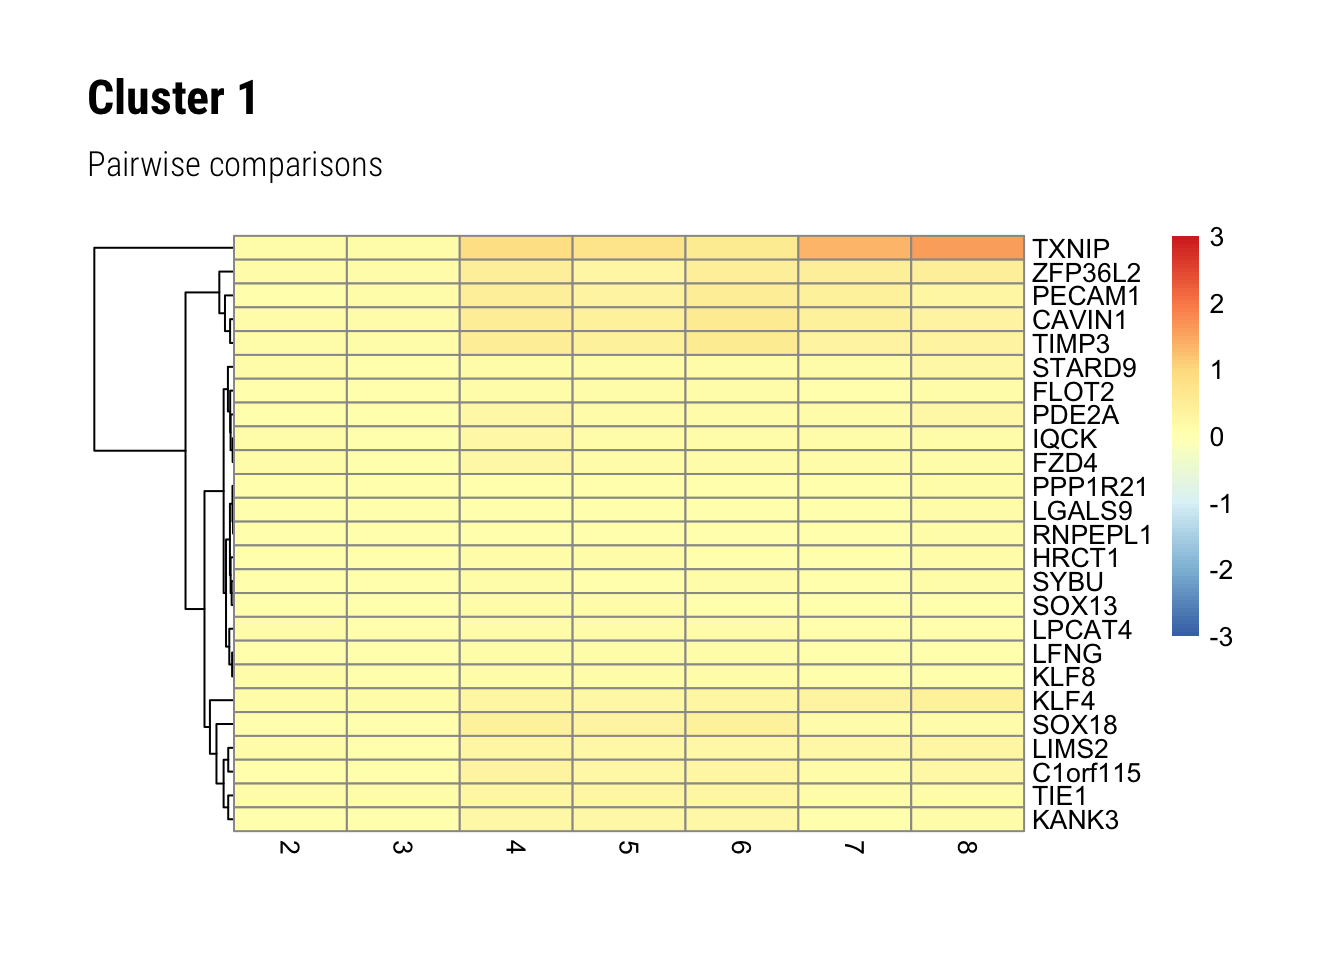 Cluster 1
Pairwise comparisons
TXNIP
ZFP36L2
PECAM1
CAVIN1
TIMP3
STARD9
FLOT2
PDE2A
IQCK
FZD4
PPP1R21
LGALS9
RNPEPL1
HRCT1
SYBU
SOX13
LPCAT4
LFNG
KLF8
KLF4
SOX18
LIMS2
C1orf115
TIE1
KANK3
3
2
1
0
-1
-2
-3
2 3 4 5 6 7 8